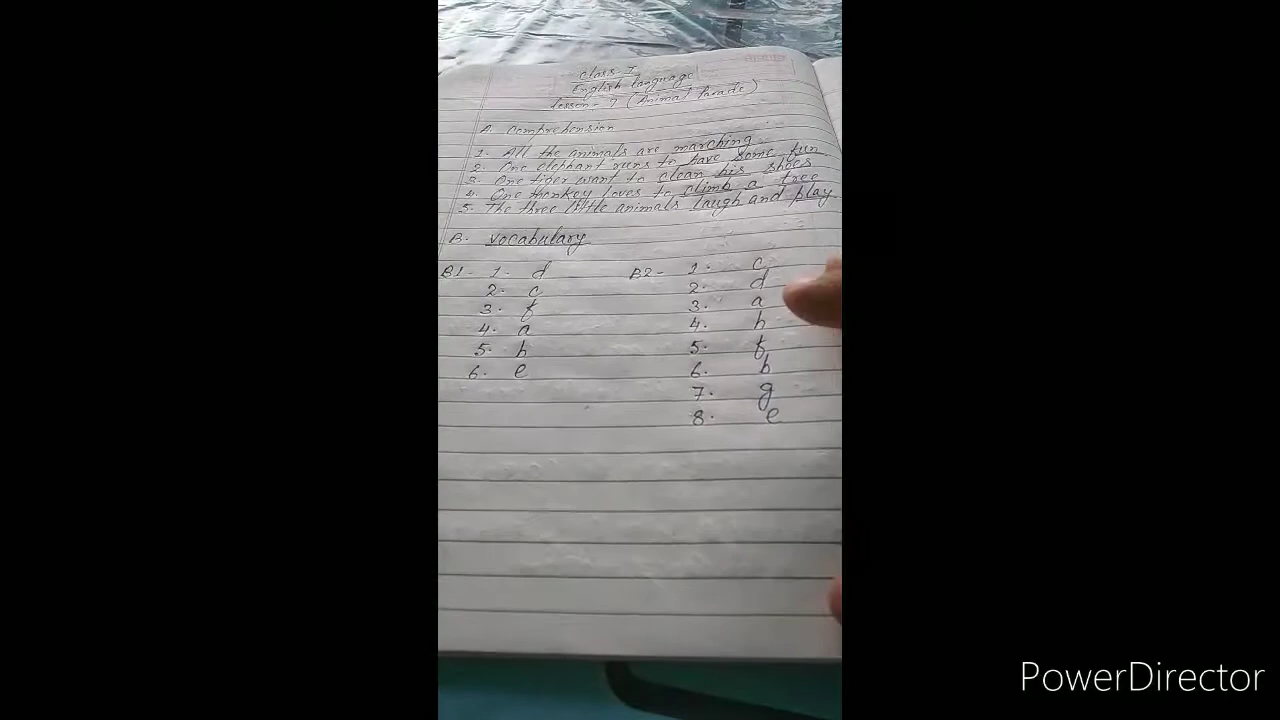 Class-I
English Language
Lesson-7 (Animal Parade)
A. Comprehension
1. All the animals are marching.
2. One elephant runs to have some fun
3. One tiger want to clean his shoes
4. One monkey loves to climb a tree
5. The three little animals laugh and play.
B. Vocabulary
B1- 1. d
2. c
3. f
4. a
5. b
6. e
B2- 1. c
2. d
3. a
4. h
5. f
6. b
7. g
8. e
PowerDirector